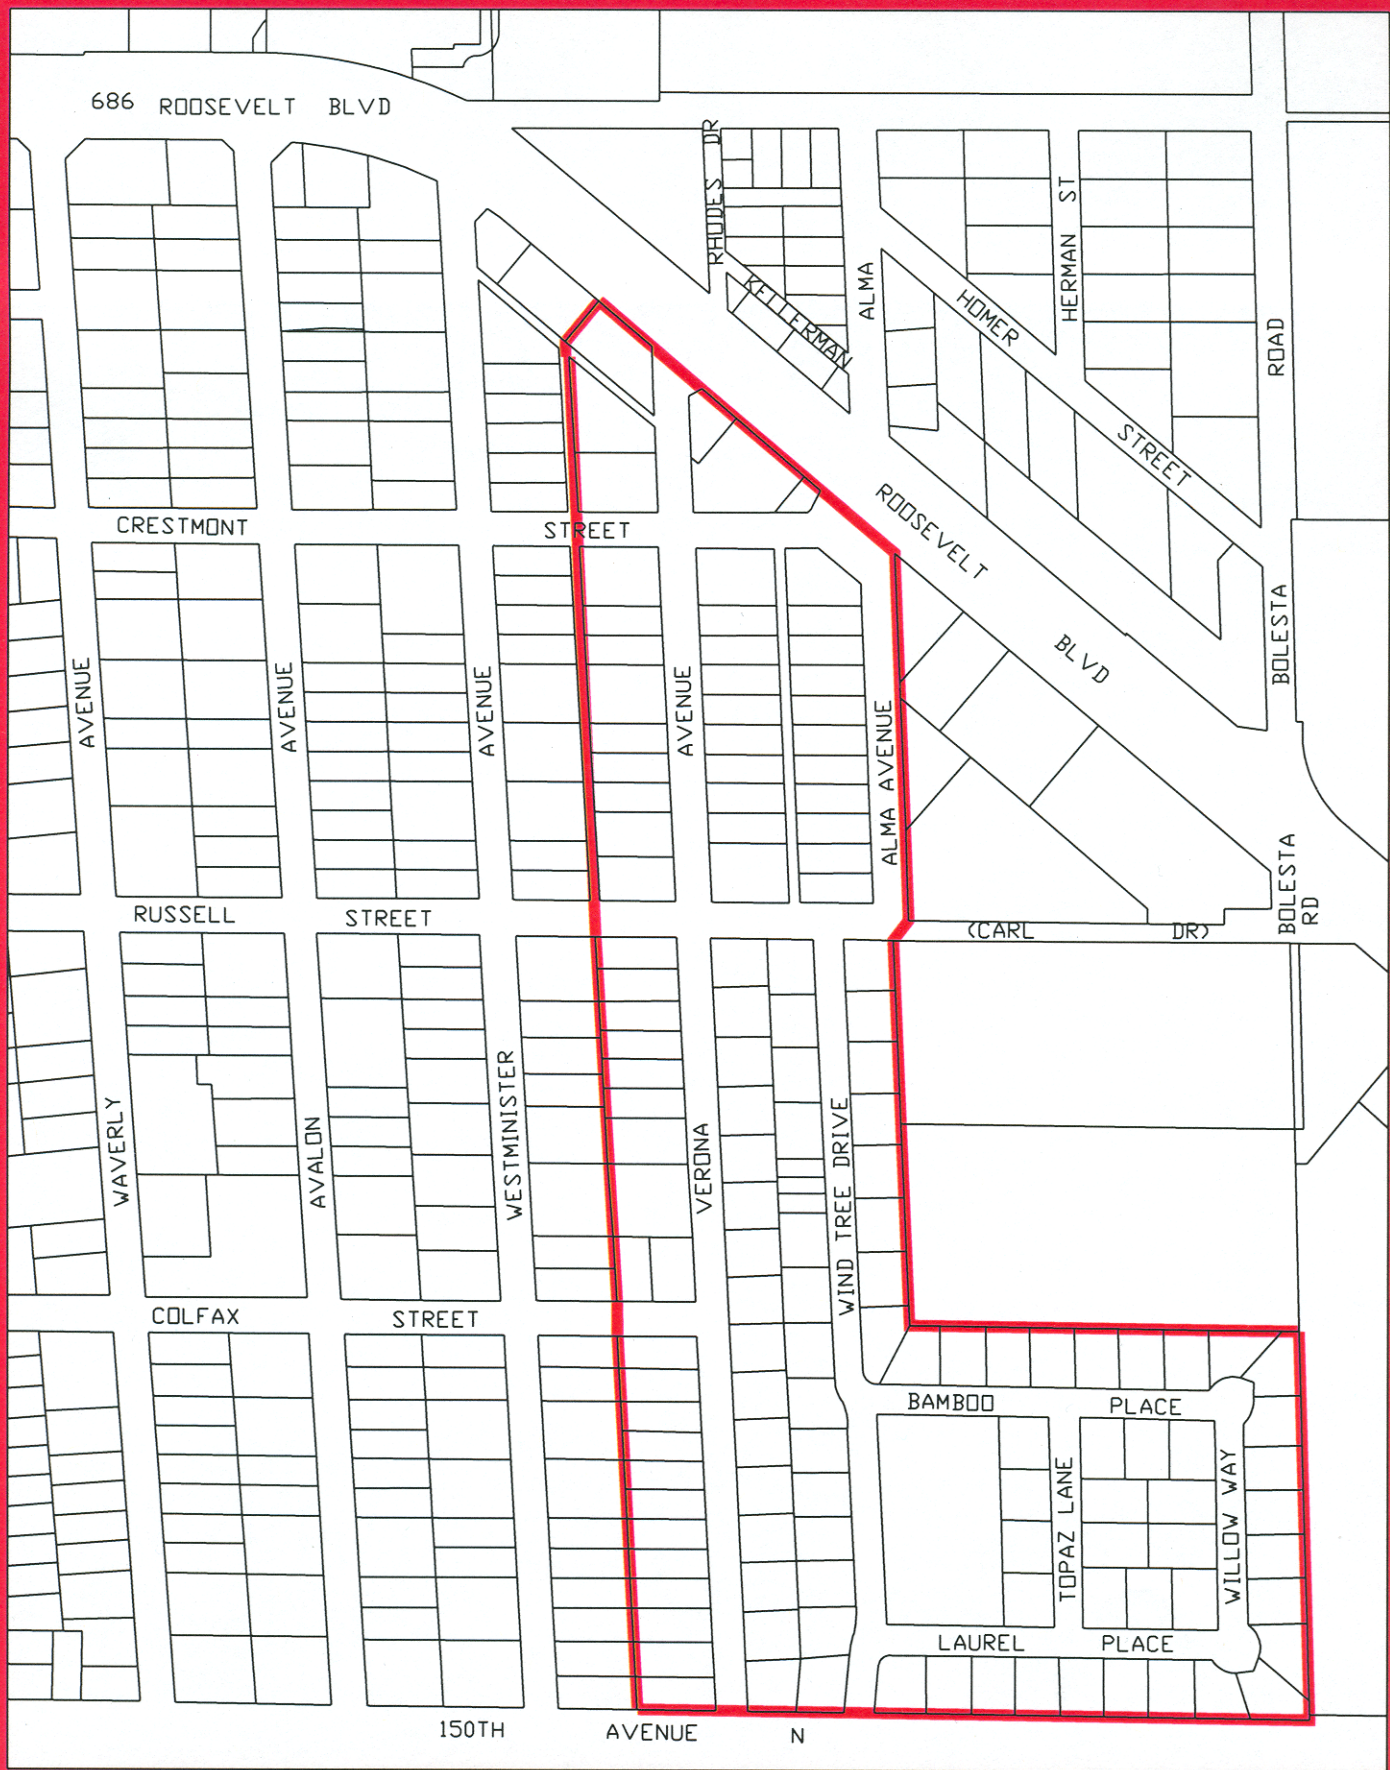 686 ROOSEVELT BLVD
RHODES DR
KELLERMAN
ALMA
HOMER STREET
HERMAN ST
ROAD
BOLESTA
CRESTMONT STREET
ROOSEVELT BLVD
AVENUE
AVENUE
AVENUE
AVENUE
ALMA AVENUE
BOLESTA
RD
RUSSELL STREET
(CARL DR)
WAVERLY
AVALON
WESTMINISTER
VERONA
WIND TREE DRIVE
COLFAX STREET
BAMBOO PLACE
TOPAZ LANE
WILLOW WAY
LAUREL PLACE
150TH AVENUE N